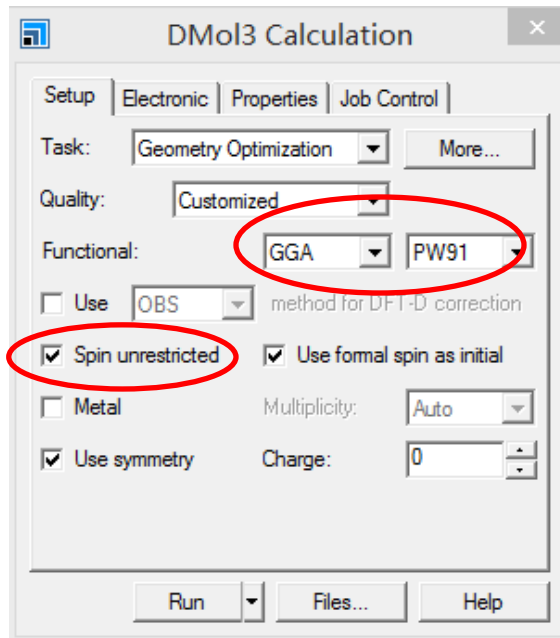 DMol3 Calculation
Setup Electronic Properties Job Control
Task: Geometry Optimization More...
Quality: Customized
Functional: GGA PW91
Use OBS method for DFT-D correction
Spin unrestricted Use formal spin as initial
Metal Multiplicity: Auto
Use symmetry Charge: 0
Run Files... Help